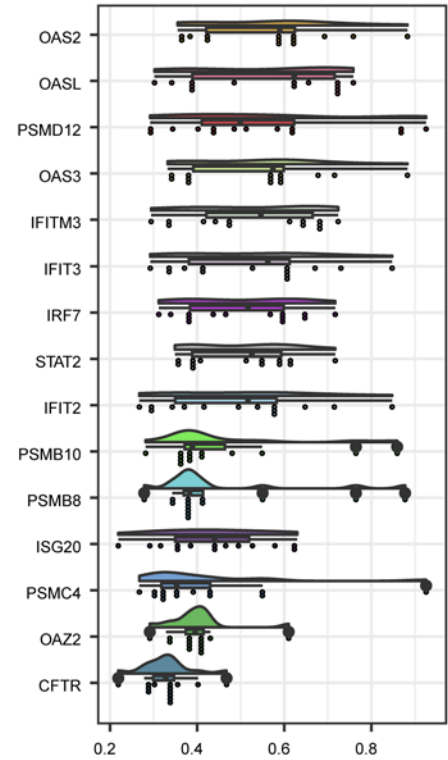 OAS2
OASL
PSMD12
OAS3
IFITM3
IFIT3
IRF7
STAT2
IFIT2
PSMB10
PSMB8
ISG20
PSMC4
OAZ2
CFTR
0.2 0.4 0.6 0.8